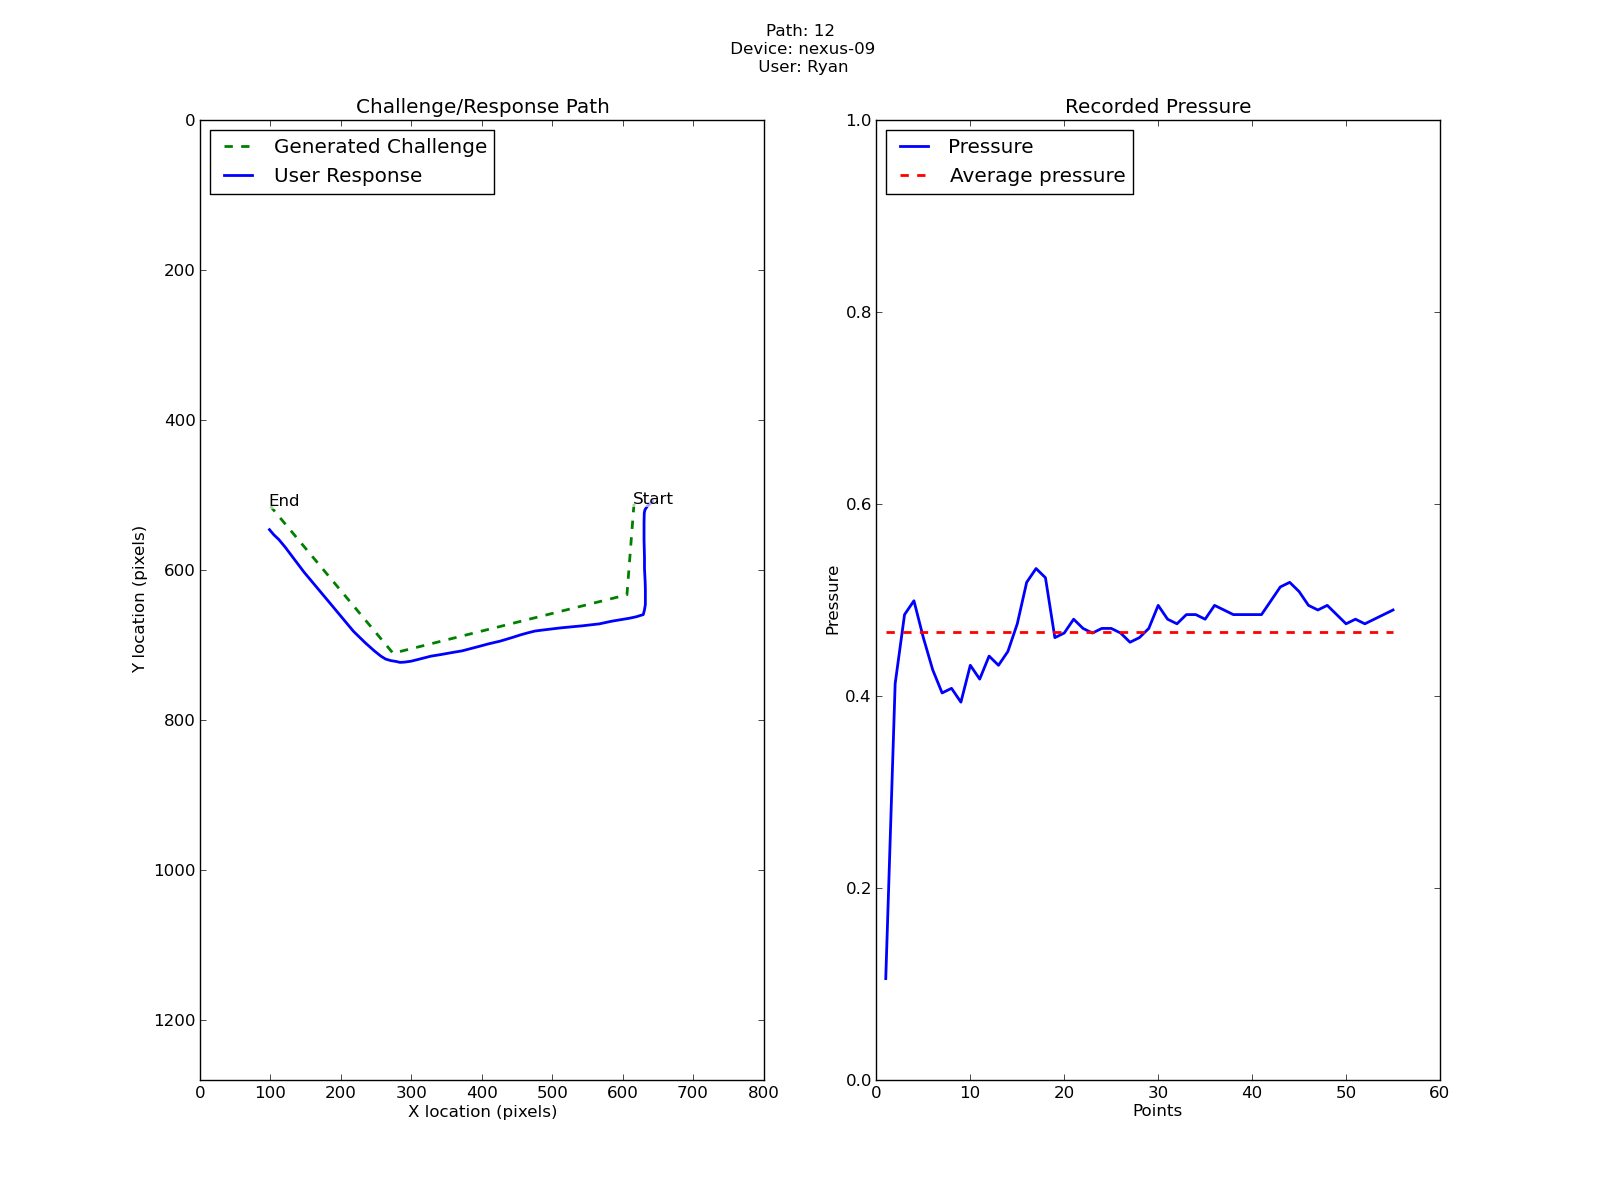 Path: 12
Device: nexus-09
User: Ryan
Challenge/Response Path
Generated Challenge
User Response
0
200
400
600
800
1000
1200
Y location (pixels)
End
Start
0 100 200 300 400 500 600 700 800
X location (pixels)
Recorded Pressure
Pressure
Average pressure
1.0
0.8
0.6
0.4
0.2
0.0
Pressure
0 10 20 30 40 50 60
Points